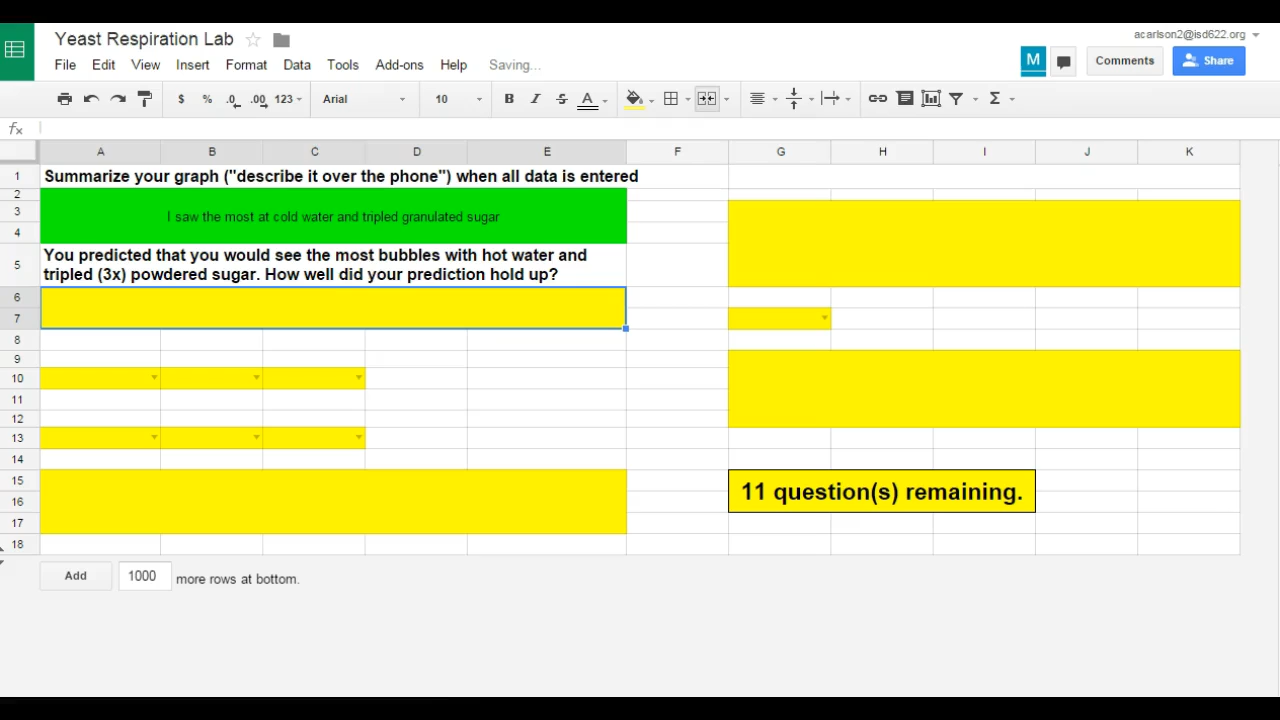 Yeast Respiration Lab
acarlson2@isd622.org
File Edit View Insert Format Data Tools Add-ons Help Saving...
M Comments Share
$ % .0 .00 123 Arial 10 B I S A Σ
fx
A B C D E F G H I J K
1 Summarize your graph ("describe it over the phone") when all data is entered
2
3 I saw the most at cold water and tripled granulated sugar
4
5 You predicted that you would see the most bubbles with hot water and
tripled (3x) powdered sugar. How well did your prediction hold up?
6
7
8
9
10
11
12
13
14
15
16 11 question(s) remaining.
17
18
Add 1000 more rows at bottom.